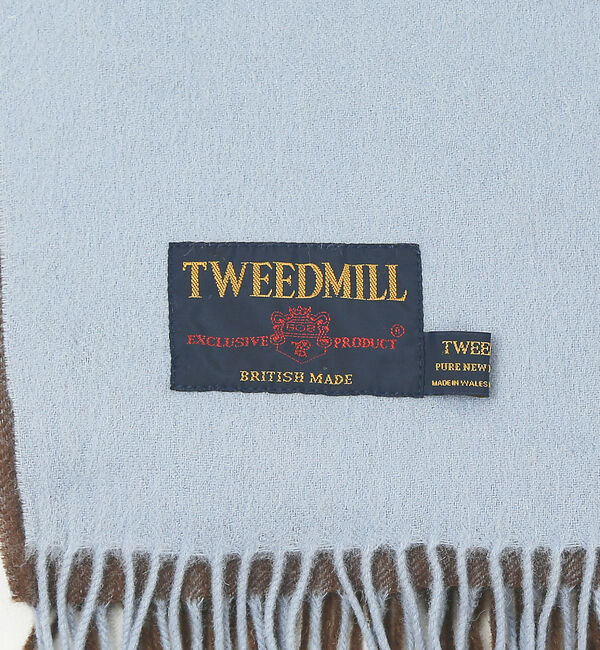 TWEEDMILL
EXCLUSIVE PRODUCT ®
BRITISH MADE
TWEE
PURE NEW
MADE IN WALES